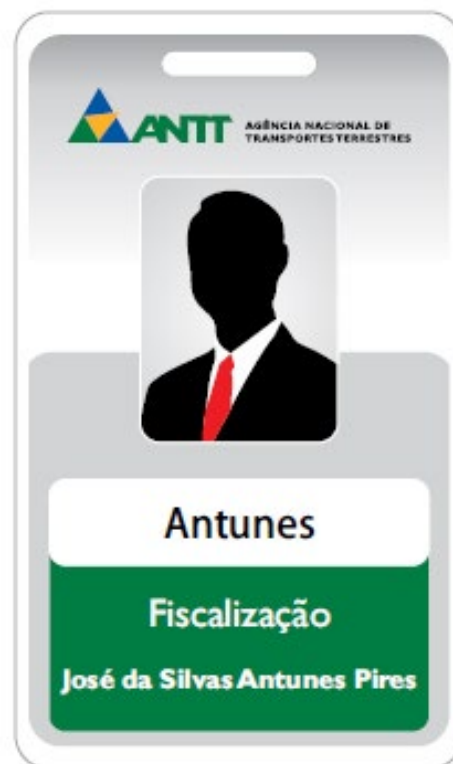 ANTT
AGÊNCIA NACIONAL DE
TRANSPORTES TERRESTRES
Antunes
Fiscalização
José da Silvas Antunes Pires